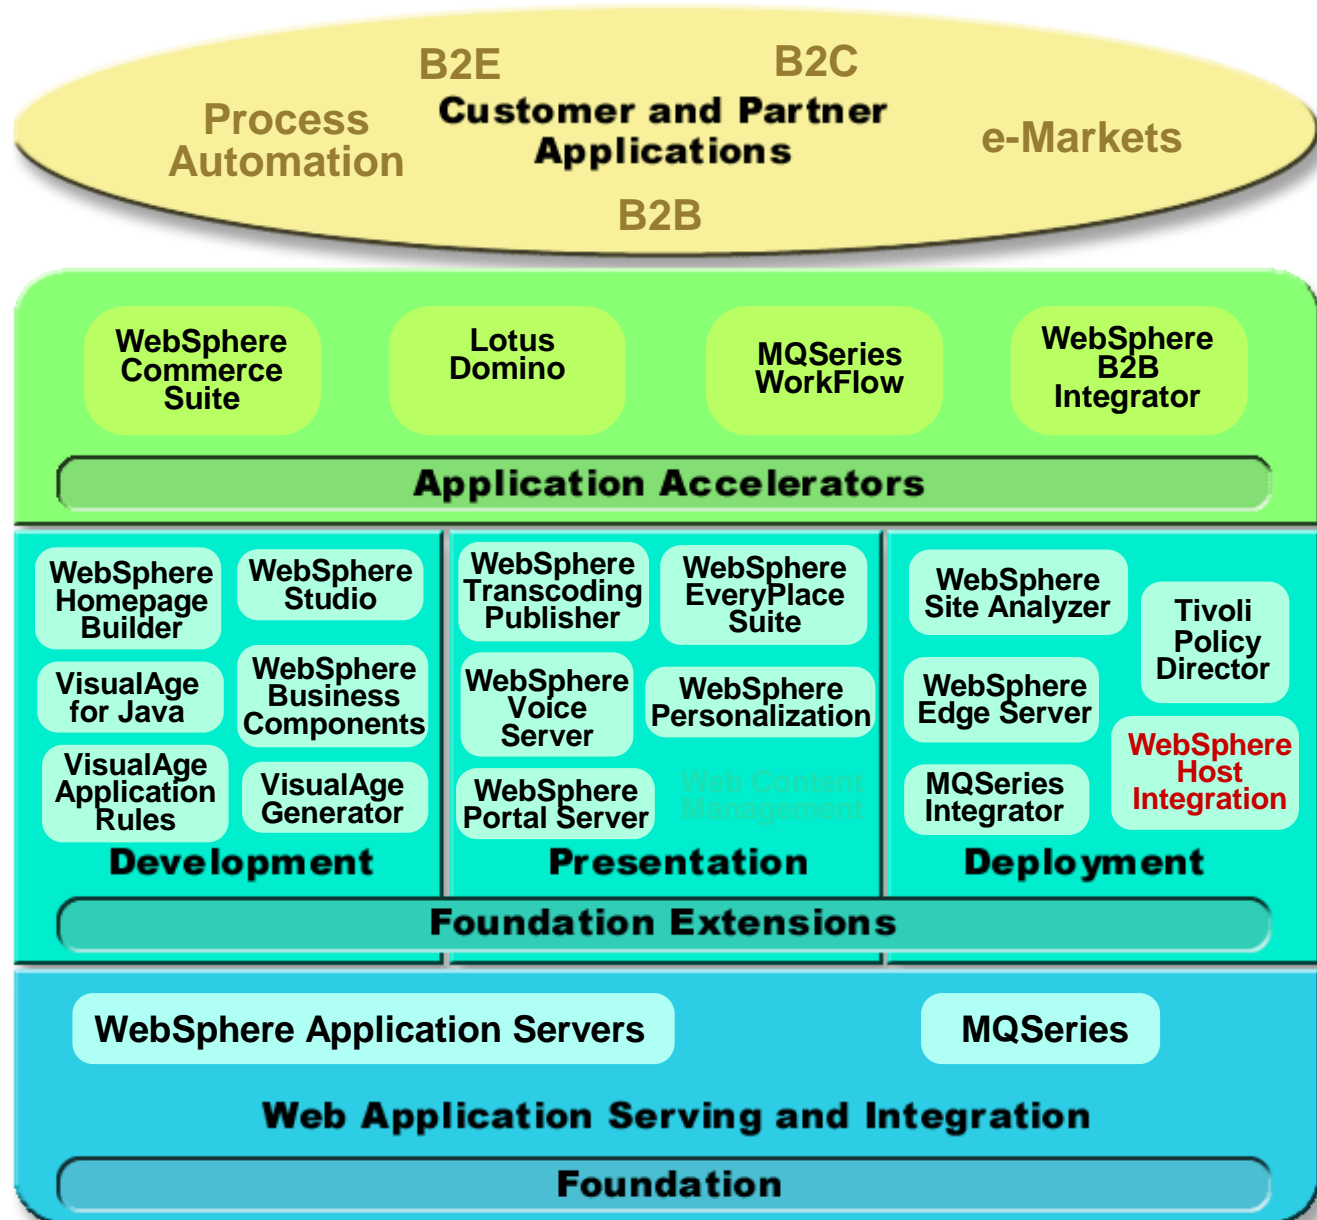 B2E
B2C
Customer and Partner
Applications
Process
Automation
e-Markets
B2B
WebSphere
Commerce
Suite
Lotus
Domino
MQSeries
WorkFlow
WebSphere
B2B
Integrator
Application Accelerators
WebSphere
Homepage
Builder
WebSphere
Studio
VisualAge
for Java
WebSphere
Business
Components
VisualAge
Application
Rules
VisualAge
Generator
Development
WebSphere
Transcoding
Publisher
WebSphere
EveryPlace
Suite
WebSphere
Voice
Server
WebSphere
Personalization
WebSphere
Portal Server
Web Content
Management
Presentation
WebSphere
Site Analyzer
Tivoli
Policy
Director
WebSphere
Edge Server
WebSphere
Host
Integration
MQSeries
Integrator
Deployment
Foundation Extensions
WebSphere Application Servers
MQSeries
Web Application Serving and Integration
Foundation